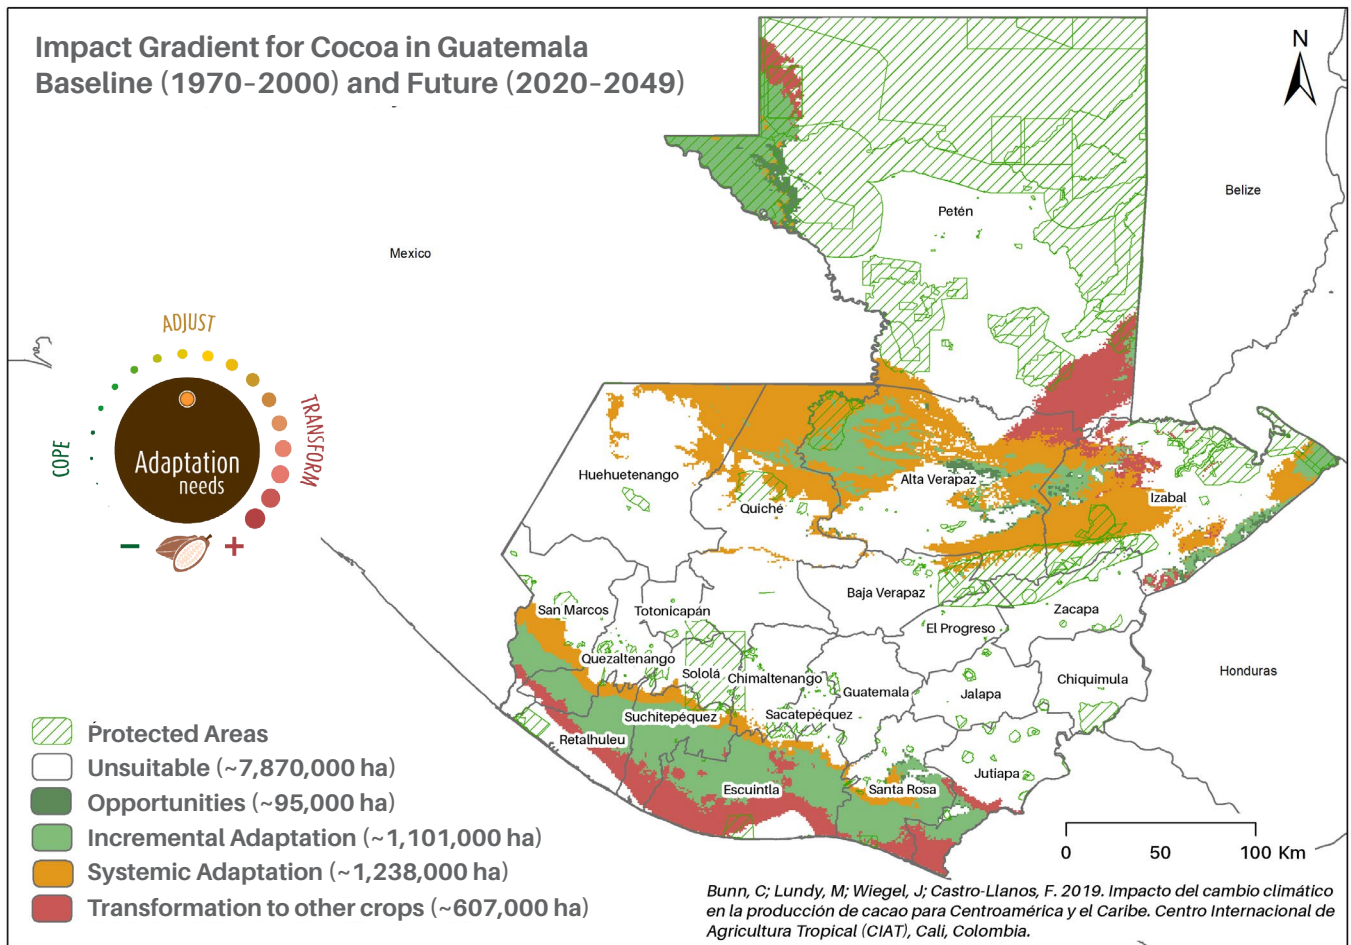 Impact Gradient for Cocoa in Guatemala
Baseline (1970-2000) and Future (2020-2049)
N
Belize
Petén
Mexico
ADJUST
TRANSFORM
COPE
Adaptation
needs
− +
Huehuetenango
Quiché
Alta Verapaz
Izabal
Baja Verapaz
San Marcos
Totonicapán
Zacapa
El Progreso
Quezaltenango
Sololá
Chimaltenango
Guatemala
Jalapa
Chiquimula
Honduras
Suchitepéquez
Sacatepéquez
Retalhuleu
Escuintla
Santa Rosa
Jutiapa
Protected Areas
Unsuitable (~7,870,000 ha)
Opportunities (~95,000 ha)
Incremental Adaptation (~1,101,000 ha)
Systemic Adaptation (~1,238,000 ha)
Transformation to other crops (~607,000 ha)
0 50 100 Km
Bunn, C; Lundy, M; Wiegel, J; Castro-Llanos, F. 2019. Impacto del cambio climático
en la producción de cacao para Centroamérica y el Caribe. Centro Internacional de
Agricultura Tropical (CIAT), Cali, Colombia.